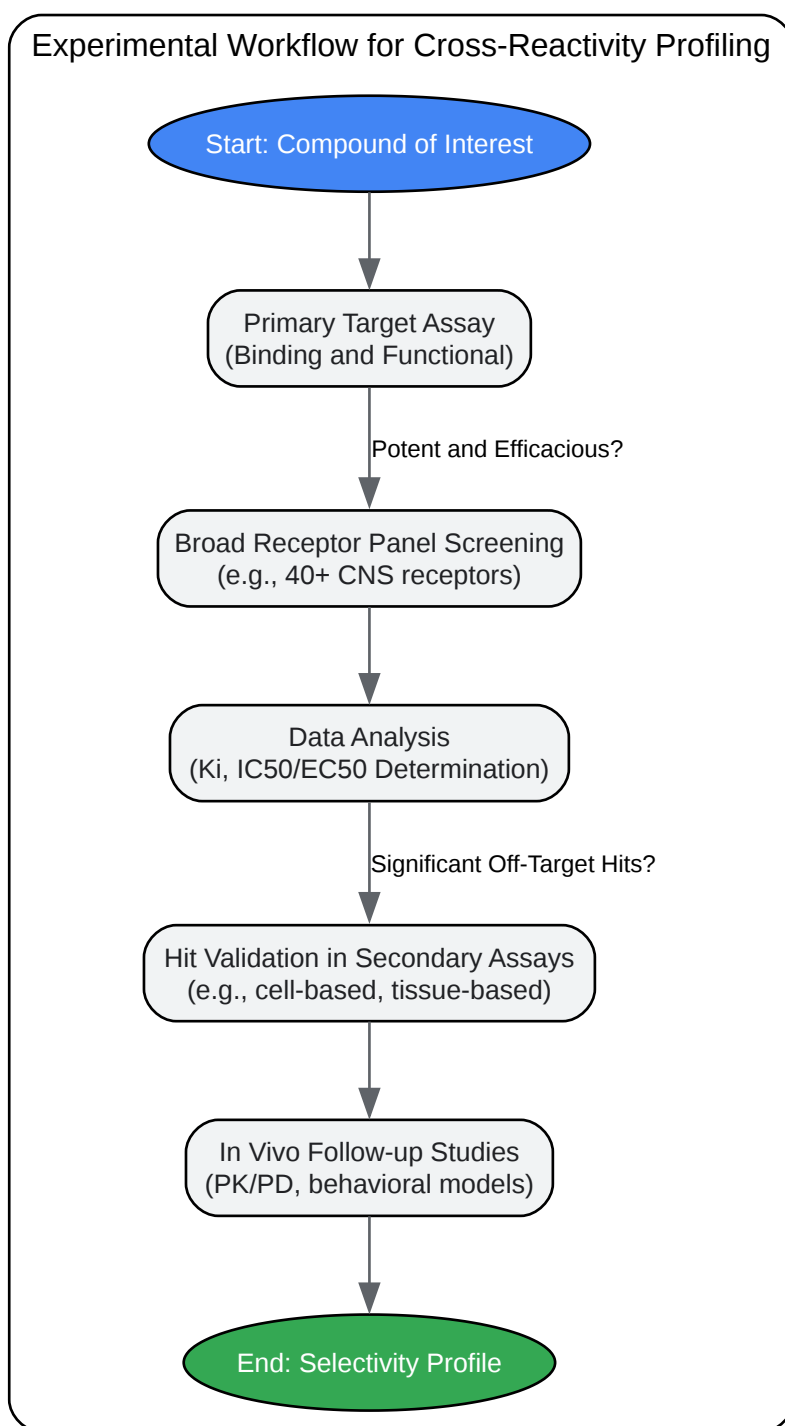 Experimental Workflow for Cross-Reactivity Profiling
Start: Compound of Interest
Primary Target Assay
(Binding and Functional)
Potent and Efficacious?
Broad Receptor Panel Screening
(e.g., 40+ CNS receptors)
Data Analysis
(Ki, IC50/EC50 Determination)
Significant Off-Target Hits?
Hit Validation in Secondary Assays
(e.g., cell-based, tissue-based)
In Vivo Follow-up Studies
(PK/PD, behavioral models)
End: Selectivity Profile